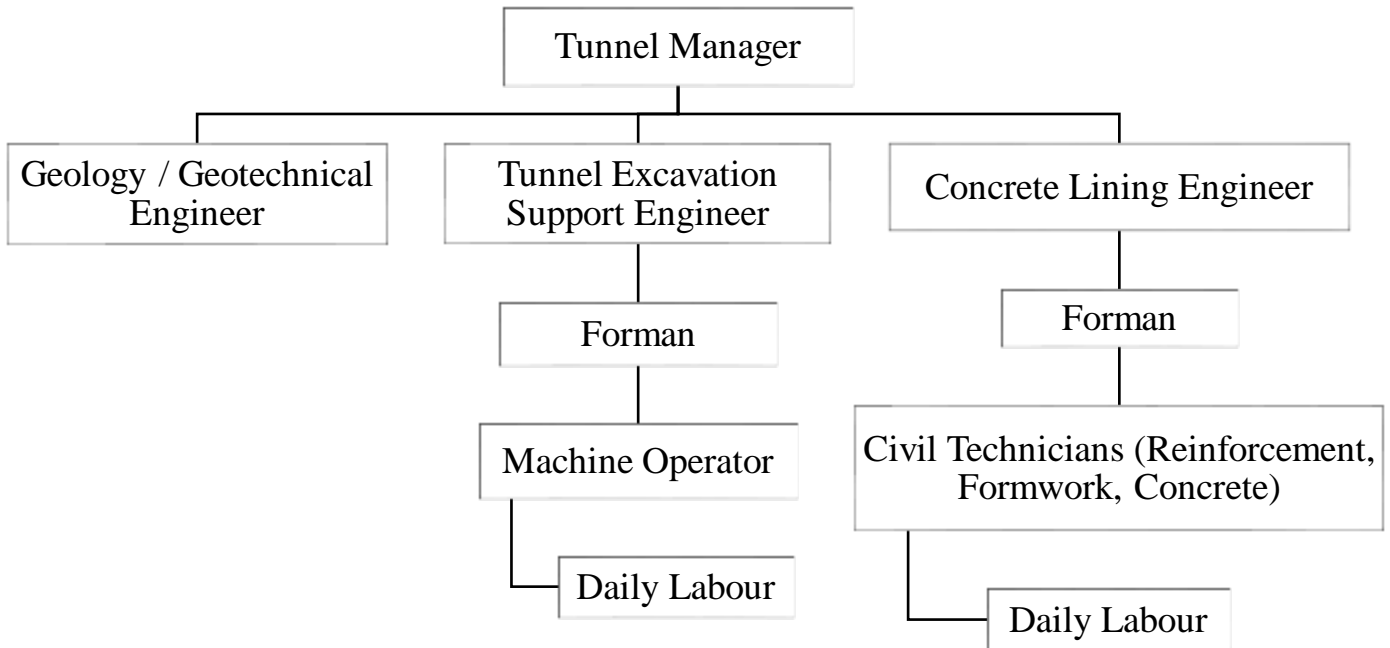 Tunnel Manager
Geology / Geotechnical
Engineer
Tunnel Excavation
Support Engineer
Concrete Lining Engineer
Forman
Forman
Machine Operator
Civil Technicians (Reinforcement,
Formwork, Concrete)
Daily Labour
Daily Labour